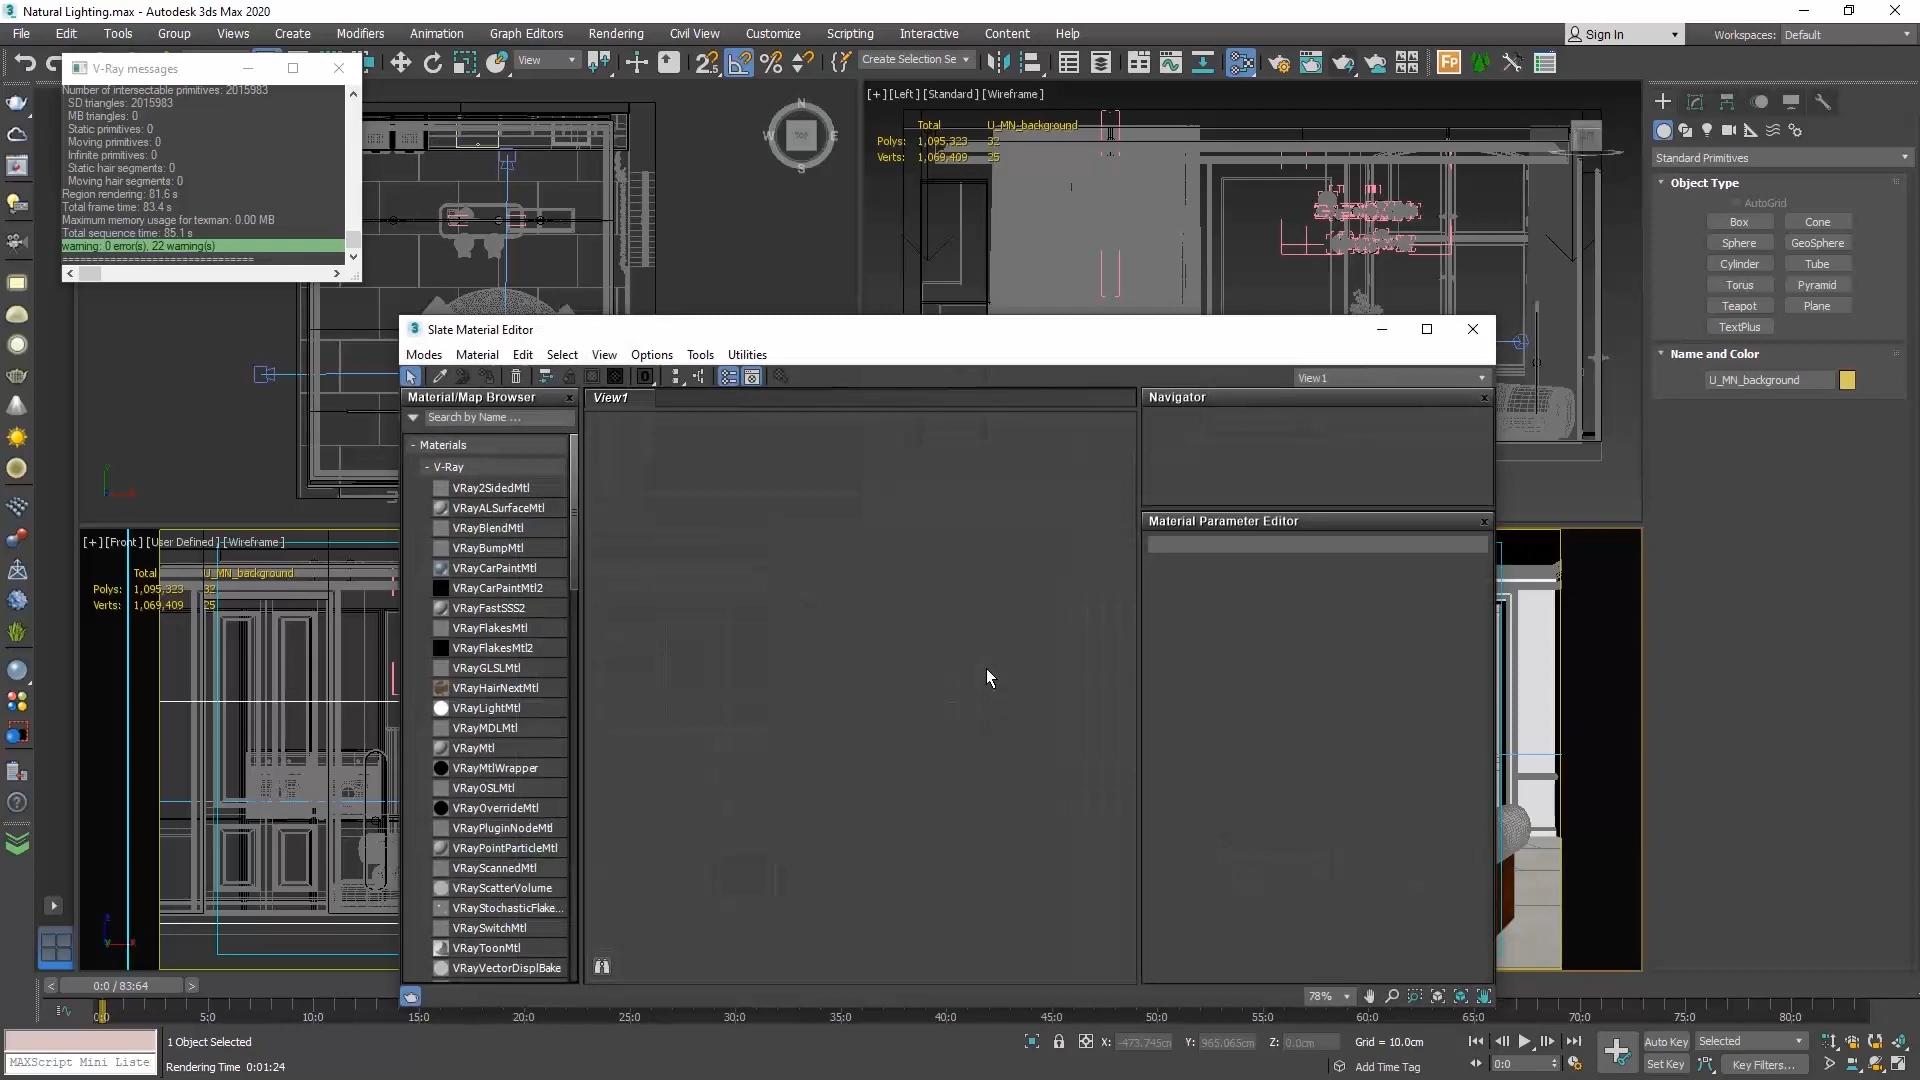 Natural Lighting.max - Autodesk 3ds Max 2020
File Edit Tools Group Views Create Modifiers Animation Graph Editors Rendering Civil View Customize Scripting Interactive Content Help
Sign In
Workspaces: Default
View
Create Selection Se
V-Ray messages
Number of intersectable primitives: 2015983
SD triangles: 2015983
MB triangles: 0
Static primitives: 0
Moving primitives: 0
Infinite primitives: 0
Static hair segments: 0
Moving hair segments: 0
Region rendering: 81.6 s
Total frame time: 83.4 s
Maximum memory usage for texman: 0.00 MB
Total sequence time: 85.1 s
warning: 0 error(s), 22 warning(s)
==============================
N
W TOP E
S
[+] [Left] [Standard] [Wireframe]
Total U_MN_background
Polys: 1,095,323 32
Verts: 1,069,409 25
Standard Primitives
Object Type
AutoGrid
Box Cone
Sphere GeoSphere
Cylinder Tube
Torus Pyramid
Teapot Plane
TextPlus
Name and Color
U_MN_background
Slate Material Editor
Modes Material Edit Select View Options Tools Utilities
View1
Material/Map Browser
View1
Navigator
Search by Name ...
- Materials
- V-Ray
VRay2SidedMtl
VRayALSurfaceMtl
VRayBlendMtl
VRayBumpMtl
VRayCarPaintMtl
VRayCarPaintMtl2
VRayFastSSS2
VRayFlakesMtl
VRayFlakesMtl2
VRayGLSLMtl
VRayHairNextMtl
VRayLightMtl
VRayMDLMtl
VRayMtl
VRayMtlWrapper
VRayOSLMtl
VRayOverrideMtl
VRayPluginNodeMtl
VRayPointParticleMtl
VRayScannedMtl
VRayScatterVolume
VRayStochasticFlake...
VRaySwitchMtl
VRayToonMtl
VRayVectorDisplBake
Material Parameter Editor
78%
[+] [Front] [User Defined] [Wireframe]
Total U_MN_background
Polys: 1,095,323 32
Verts: 1,069,409 25
0:0 / 83:64
0:0 5:0 10:0 15:0 20:0 25:0 30:0 35:0 40:0 45:0 50:0 55:0 60:0 65:0 70:0 75:0 80:0
1 Object Selected
MAXScript Mini Liste
Rendering Time 0:01:24
X: -473.745cm Y: 965.065cm Z: 0.0cm Grid = 10.0cm
Add Time Tag
0:0
Auto Key Selected
Set Key Key Filters...